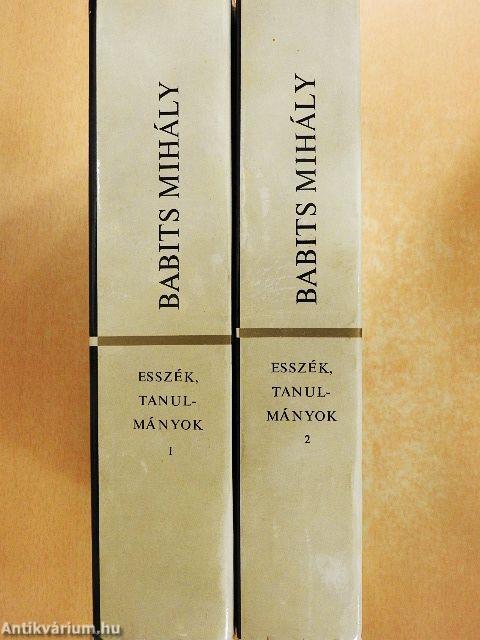 BABITS MIHÁLY
ESSZÉK,
TANUL-
MÁNYOK
1
BABITS MIHÁLY
ESSZÉK,
TANUL-
MÁNYOK
2
Antikvárium.hu